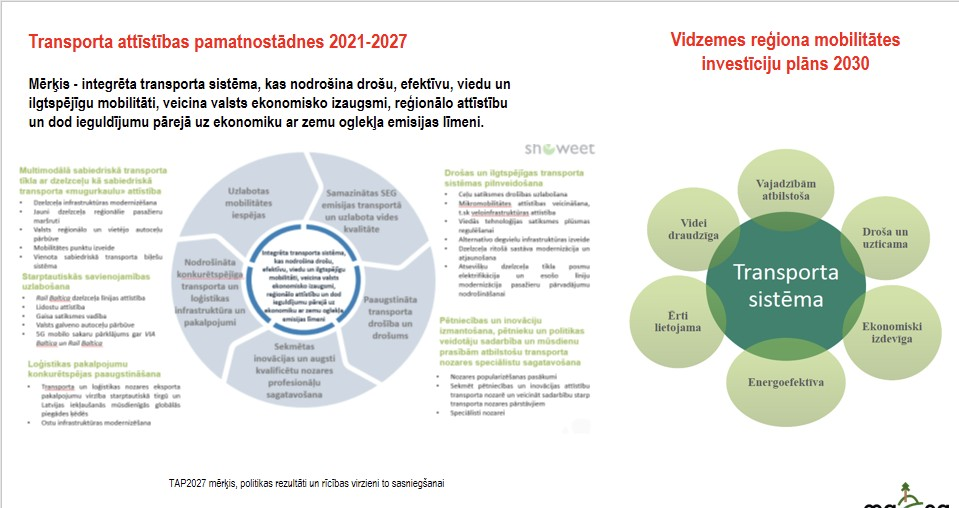 Transporta attīstības pamatnostādnes 2021-2027
Mērķis - integrēta transporta sistēma, kas nodrošina drošu, efektīvu, viedu un
ilgtspējīgu mobilitāti, veicina valsts ekonomisko izaugsmi, reģionālo attīstību
un dod ieguldījumu pārejā uz ekonomiku ar zemu oglekļa emisijas līmeni.
Multimodālā sabiedriskā transporta
tīkla ar dzelzceļu kā sabiedriskā
transporta «mugurkaulu» attīstība
• Dzelzceļa infrastruktūras modernizēšana
• Jauni dzelzceļa reģionālie pasažieru
maršruti
• Valsts reģionālo un vietējo autoceļu
pārbūve
• Mobilitātes punktu izveide
• Vienota sabiedriskā transporta biļešu
sistēma
Starptautiskās savienojamības
uzlabošana
• Rail Baltica dzelzceļa līnijas attīstība
• Lidostu attīstība
• Gaisa satiksmes vadība
• Valsts galveno autoceļu pārbūve
• 5G mobilo sakaru pārklājums gar VIA
Baltica un Rail Baltica
Loģistikas pakalpojumu
konkurētspējas paaugstināšana
• Transporta un loģistikas nozares eksporta
pakalpojumu virzība starptautiskā tirgū un
Latvijas iekļaušanās mūsdienīgās globālās
piegādes ķēdēs
• Ostu infrastruktūras modernizēšana
Uzlabotas
mobilitātes
iespējas
Samazinātas SEG
emisijas transportā
un uzlabota vides
kvalitāte
Nodrošināta
konkurētspējīga
transporta un
loģistikas
infrastruktūra un
pakalpojumi
Integrēta transporta sistēma,
kas nodrošina drošu,
efektīvu, viedu un ilgtspējīgu
mobilitāti, veicina valsts
ekonomisko izaugsmi,
reģionālo attīstību un dod
ieguldījumu pārejā uz
ekonomiku ar zemu oglekļa
emisijas līmeni
Paaugstināta
transporta
drošība un
drošums
Sekmētas
inovācijas un augsti
kvalificētu nozares
profesionāļu
sagatavošana
snoweet
Drošas un ilgtspējīgas transporta
sistēmas pilnveidošana
• Ceļu satiksmes drošības uzlabošana
• Mikromobilitātes attīstības veicināšana,
t.sk veloinfrastruktūras attīstība
• Viedās tehnoloģijas satiksmes plūsmas
regulēšanai
• Alternatīvo degvielu infrastruktūras izveide
• Dzelzceļa ritošā sastāva modernizācija un
atjaunošana
• Atsevišķu dzelzceļa tīkla posmu
elektrifikācija un esošo līniju
modernizācija pasažieru pārvadājumu
nodrošināšanai
Pētniecības un inovāciju
izmantošana, pētnieku un politikas
veidotāju sadarbība un mūsdienu
prasībām atbilstošu transporta
nozares speciālistu sagatavošana
• Nozares popularizēšanas pasākumi
• Sekmēt pētniecības un inovācijas attīstību
transporta nozarē un veicināt sadarbību starp
transporta nozares pārstāvjiem
• Speciālisti nozarei
TAP2027 mērķis, politikas rezultāti un rīcības virzieni to sasniegšanai
Vidzemes reģiona mobilitātes
investīciju plāns 2030
Vajadzībām
atbilstoša
Videi
draudzīga
Droša un
uzticama
Transporta
sistēma
Ērti
lietojama
Ekonomiski
izdevīga
Energoefektīva